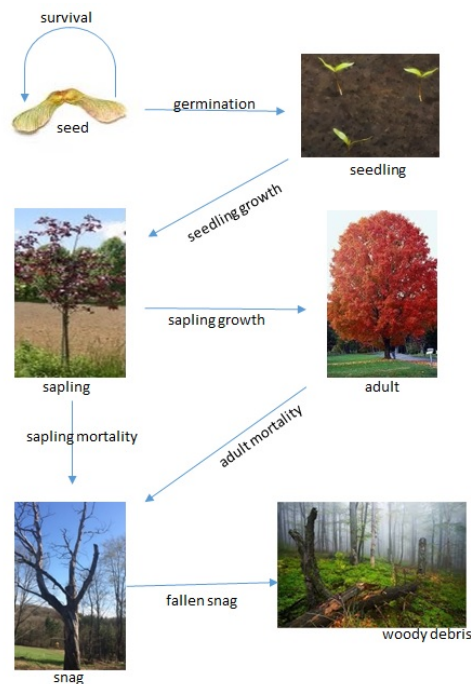 survival
germination
seed
seedling
seedling growth
sapling growth
sapling
adult
sapling mortality
adult mortality
fallen snag
woody debris
snag